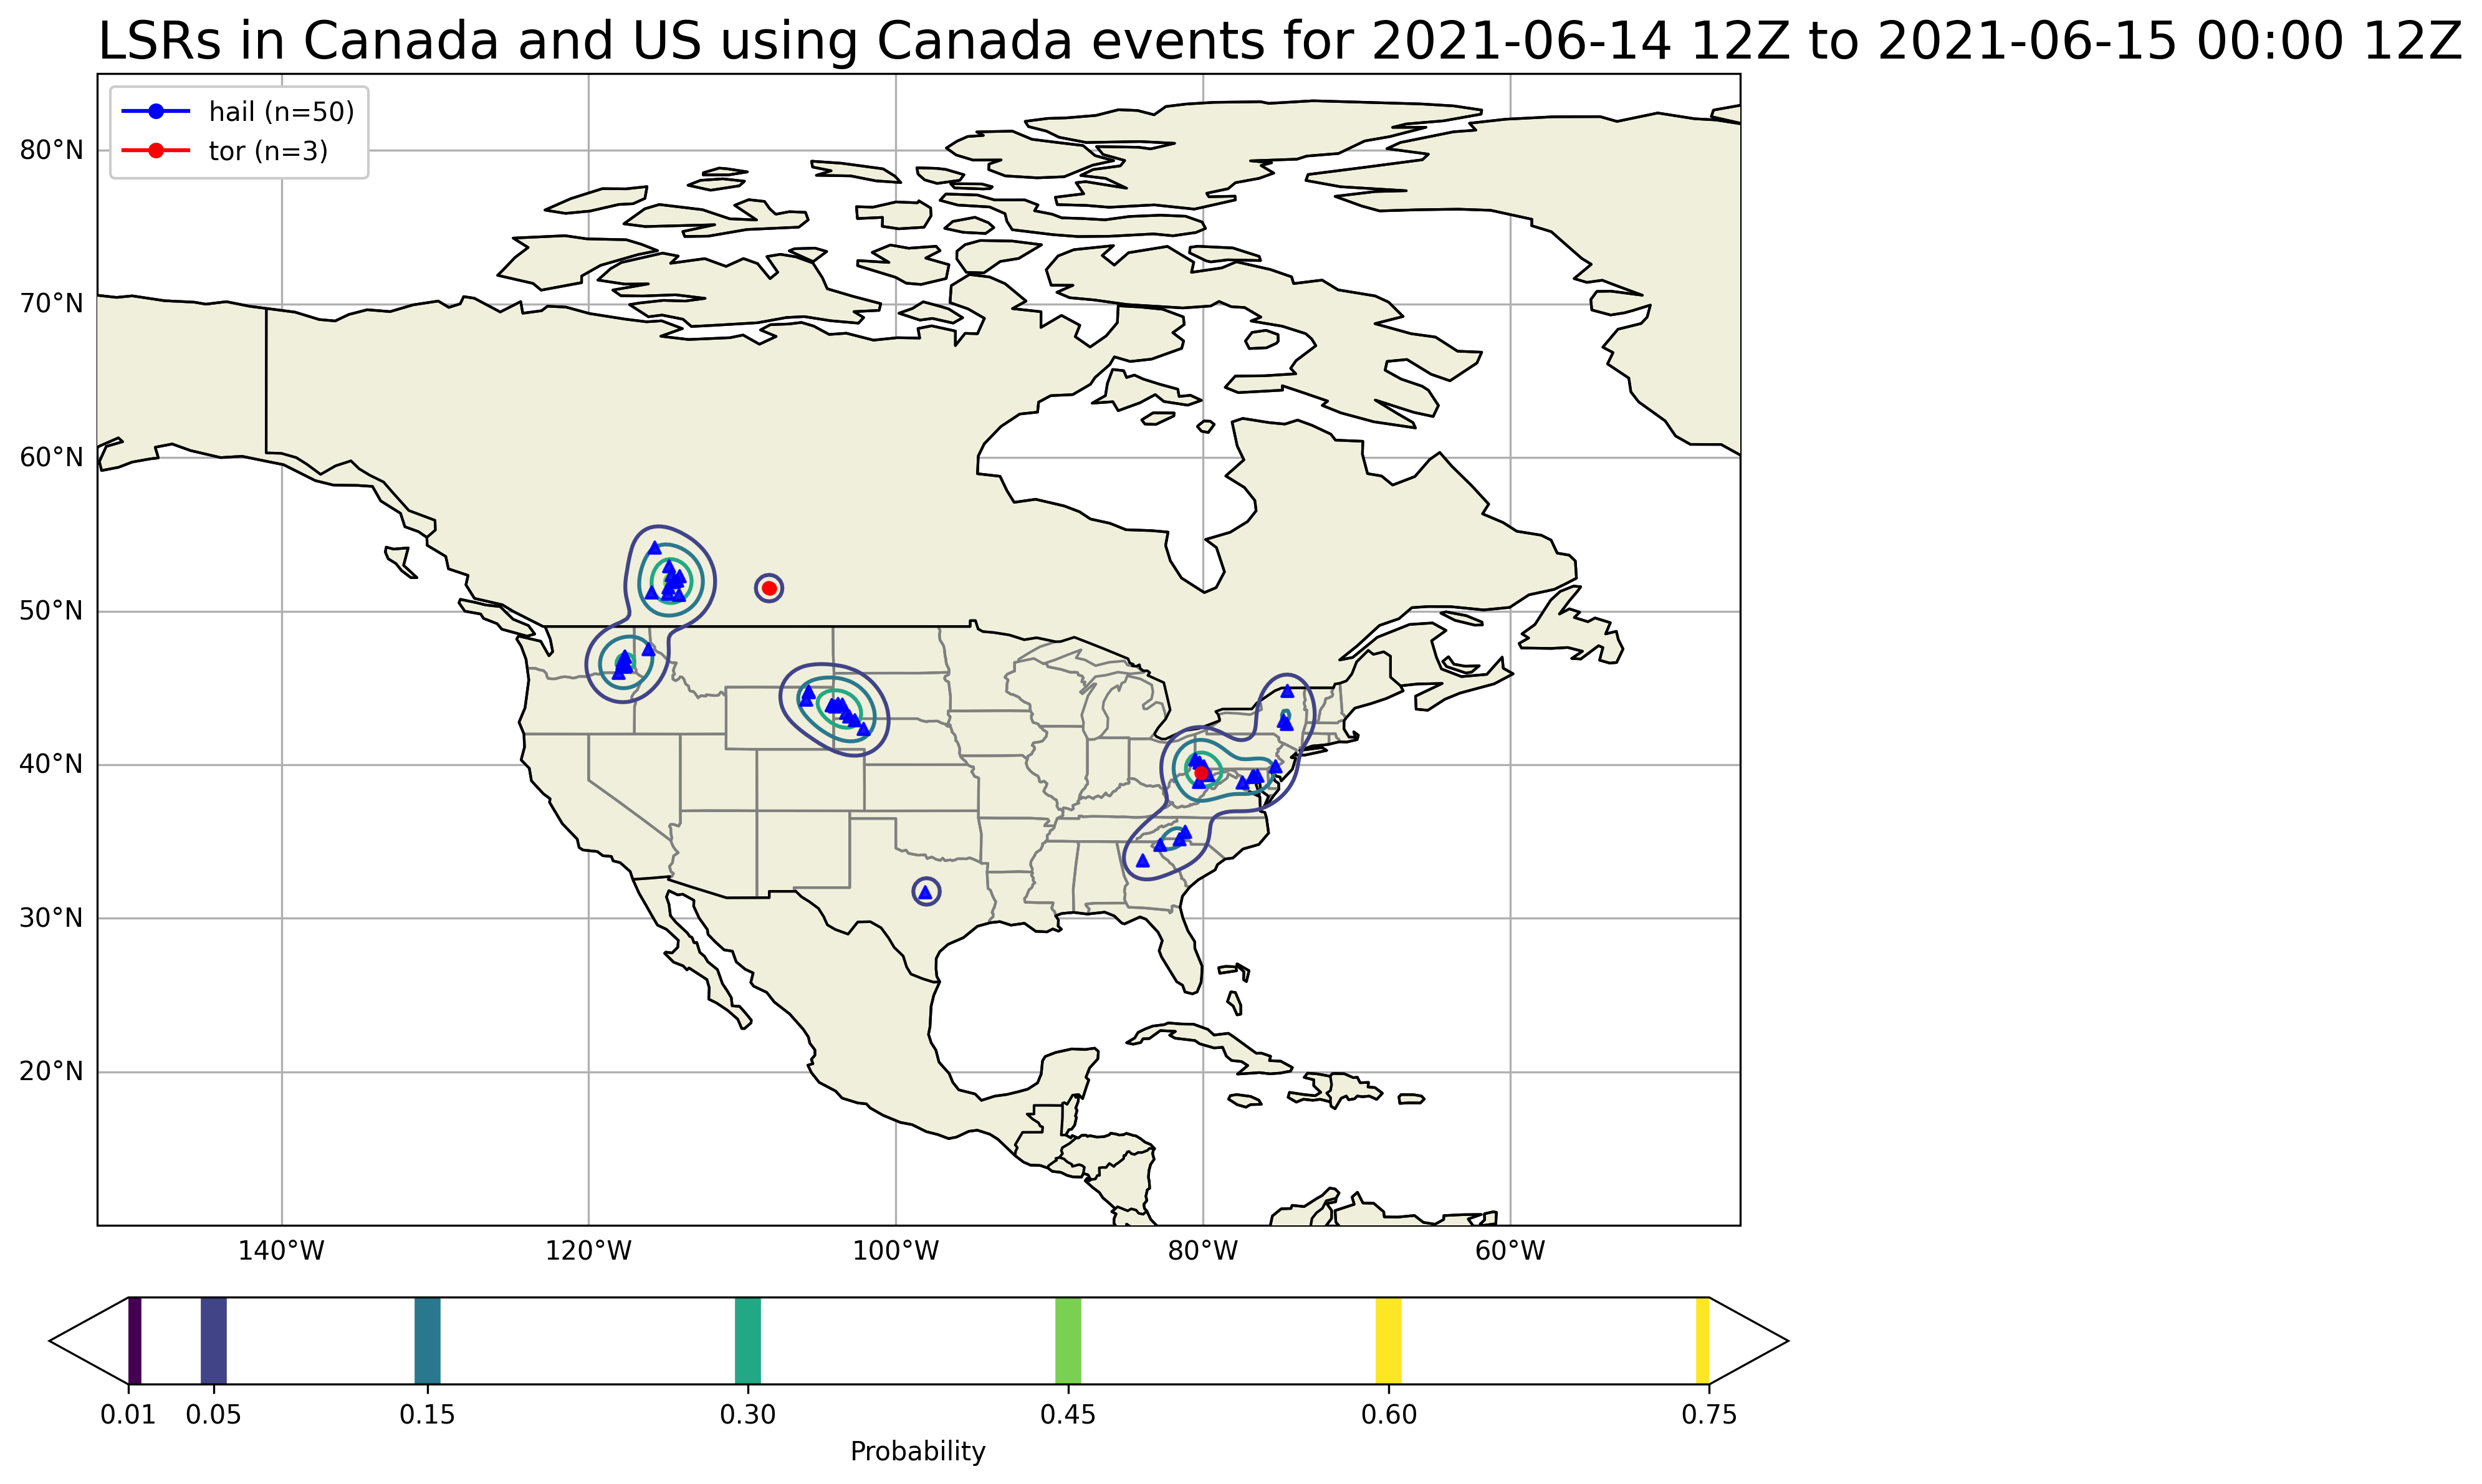 LSRs in Canada and US using Canada events for 2021-06-14 12Z to 2021-06-15 00:00 12Z
hail (n=50)
tor (n=3)
80°N
70°N
60°N
50°N
40°N
30°N
20°N
140°W 120°W 100°W 80°W 60°W
0.01 0.05 0.15 0.30 0.45 0.60 0.75
Probability